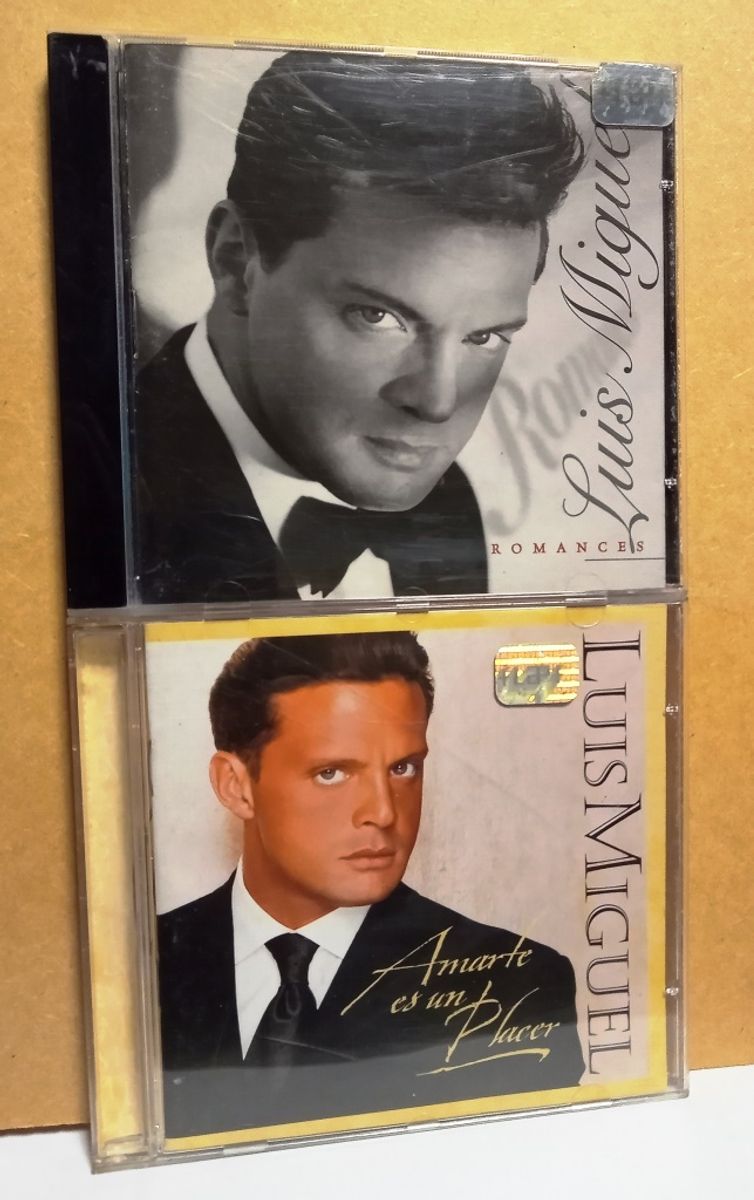 Luis Miguel
ROMANCES
LUIS MIGUEL
Amarte
es un
Placer